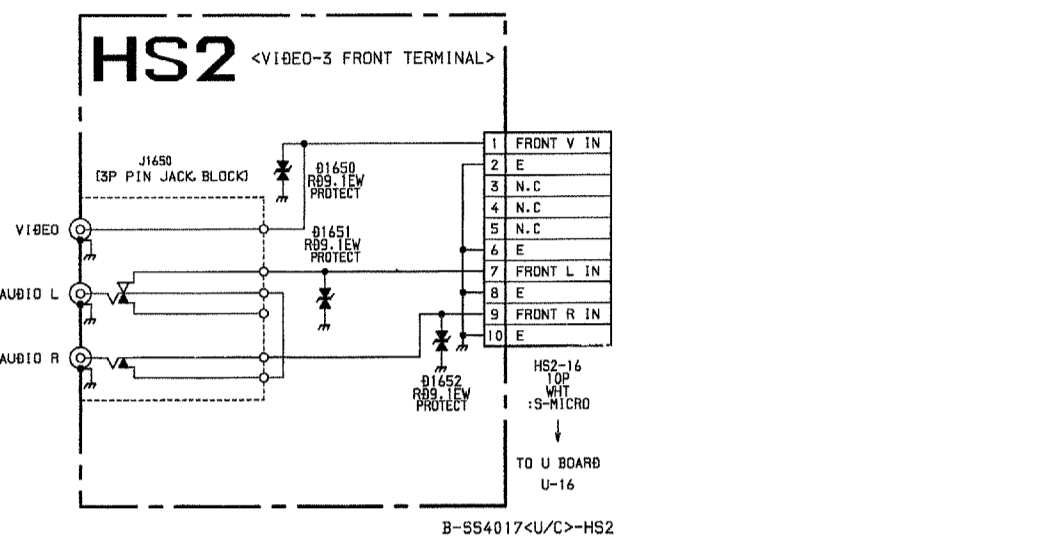 HS2 <VIDEO-3 FRONT TERMINAL>
J1650
(3P PIN JACK BLOCK)
D1650
RD9.1EW
PROTECT
1 FRONT V IN
2 E
3 N.C
4 N.C
5 N.C
6 E
7 FRONT L IN
8 E
9 FRONT R IN
10 E
VIDEO
D1651
RD9.1EW
PROTECT
AUDIO L
AUDIO R
D1652
RD9.1EW
PROTECT
HS2-16
10P
WHT
:S-MICRO
TO U BOARD
U-16
B-SS4017<U/C>-HS2